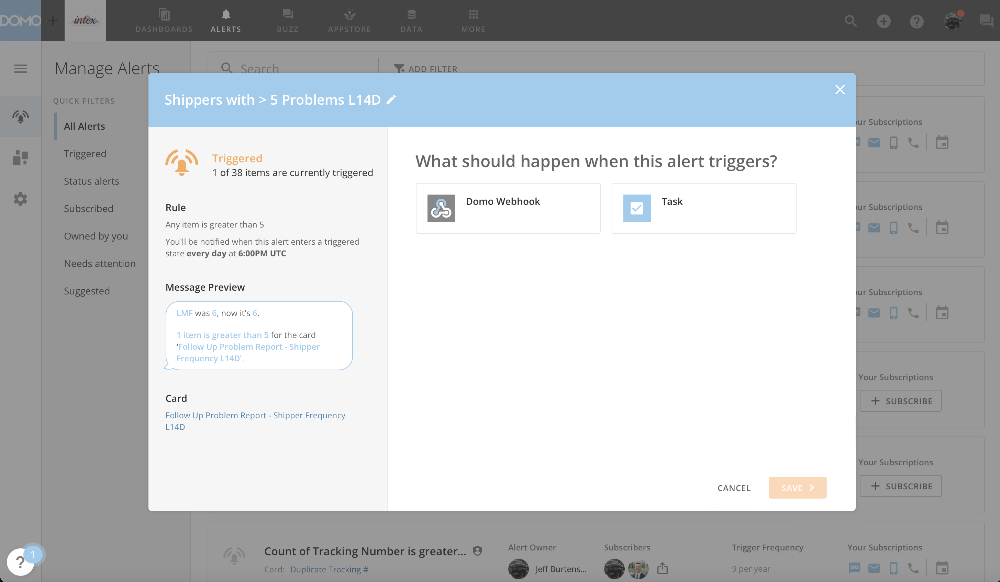 DOMO
intex
DASHBOARDS
ALERTS
BUZZ
APPSTORE
DATA
MORE
Manage Alerts
Search
ADD FILTER
QUICK FILTERS
All Alerts
Triggered
Status alerts
Subscribed
Owned by you
Needs attention
Suggested
Shippers with > 5 Problems L14D
Triggered
1 of 38 items are currently triggered
Rule
Any item is greater than 5
You'll be notified when this alert enters a triggered
state every day at 6:00PM UTC
Message Preview
LMF was 6, now it's 6.
1 item is greater than 5 for the card
'Follow Up Problem Report - Shipper
Frequency L14D'.
Card
Follow Up Problem Report - Shipper Frequency
L14D
What should happen when this alert triggers?
Domo Webhook
Task
CANCEL
SAVE
Subscriptions
Subscriptions
Subscriptions
Your Subscriptions
SUBSCRIBE
Your Subscriptions
SUBSCRIBE
Count of Tracking Number is greater...
Card: Duplicate Tracking #
Alert Owner
Jeff Burtens...
Subscribers
Trigger Frequency
9 per year
Your Subscriptions
SMS
? 1